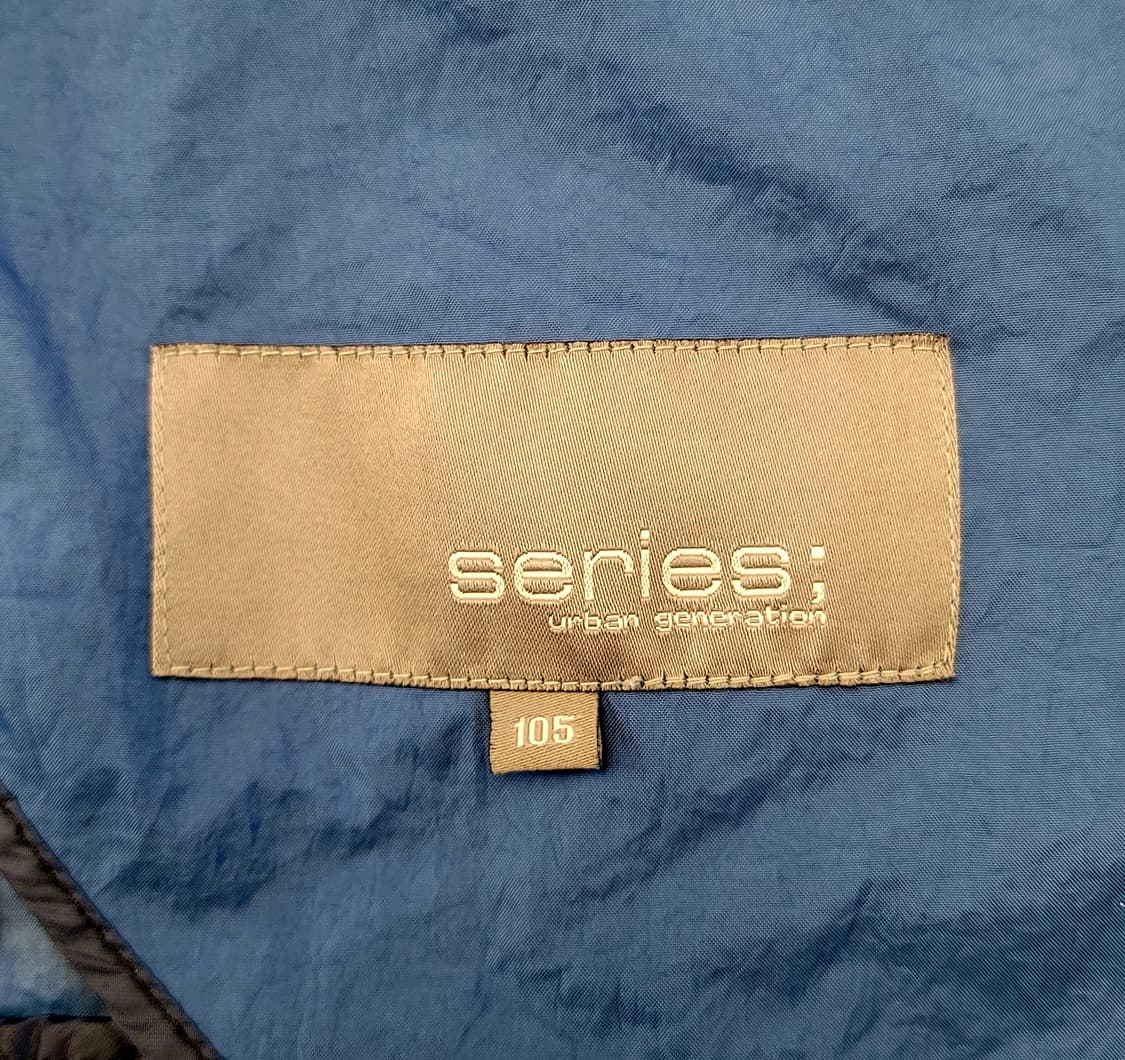 series;
urban generation
105